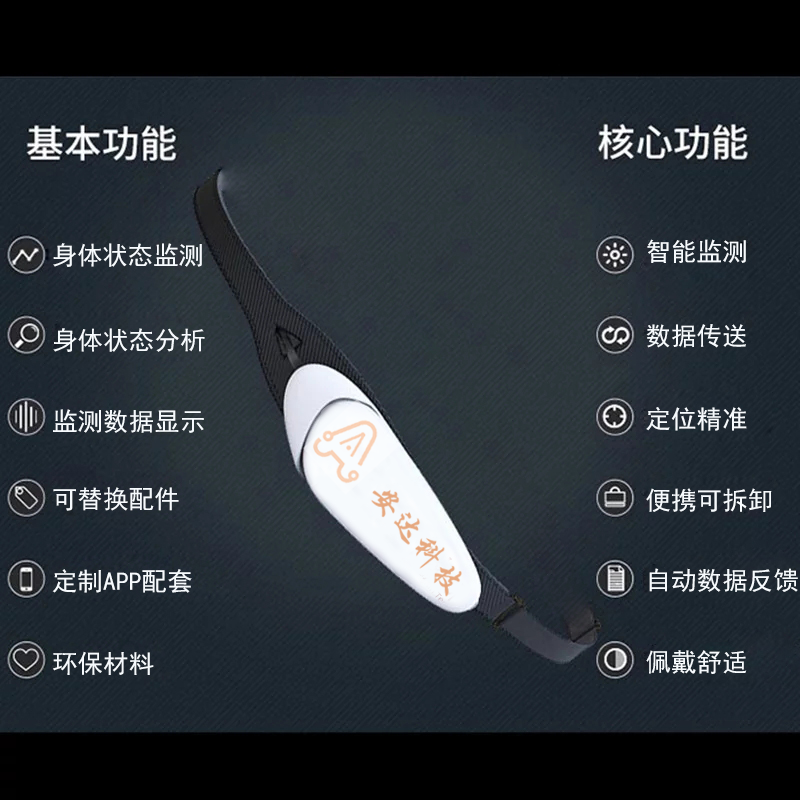 基本功能
身体状态监测
身体状态分析
监测数据显示
可替换配件
定制APP配套
环保材料
安达科技
核心功能
智能监测
数据传送
定位精准
便携可拆卸
自动数据反馈
佩戴舒适